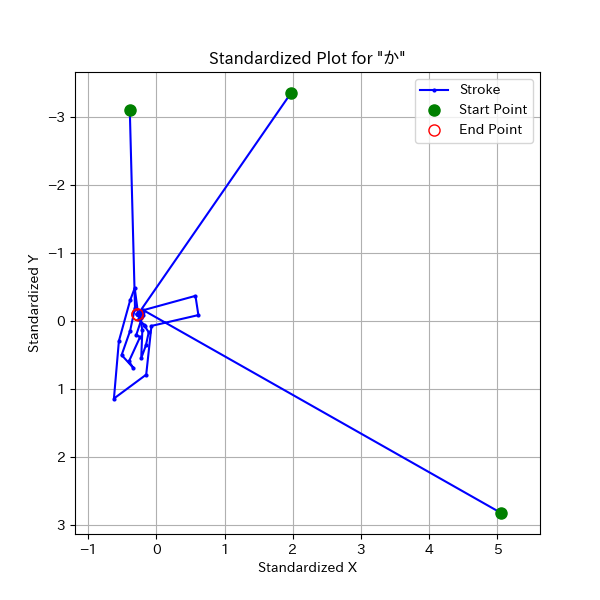 Standardized Plot for "か"
Stroke
Start Point
End Point
Standardized Y
−3
−2
−1
0
1
2
3
−1 0 1 2 3 4 5
Standardized X